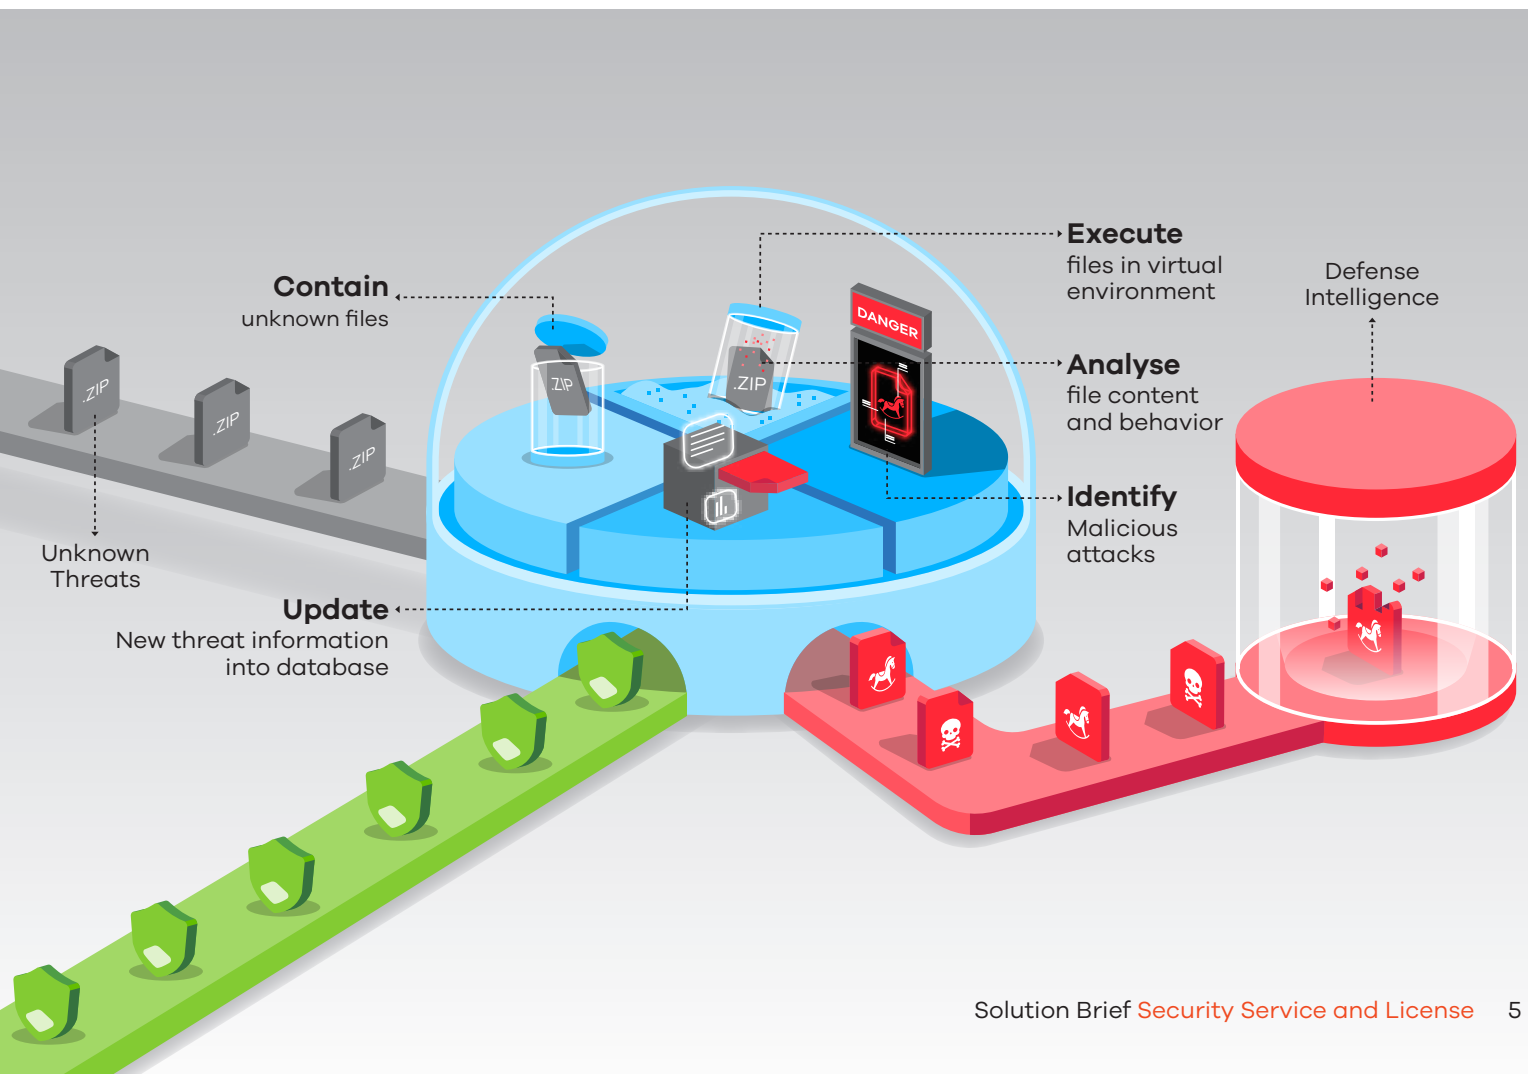 Contain
unknown files
Execute
files in virtual
environment
Defense
Intelligence
DANGER
Analyse
file content
and behavior
.ZIP
.ZIP
.ZIP
.ZIP
.ZIP
Identify
Malicious
attacks
Unknown
Threats
Update
New threat information
into database
Solution Brief Security Service and License 5